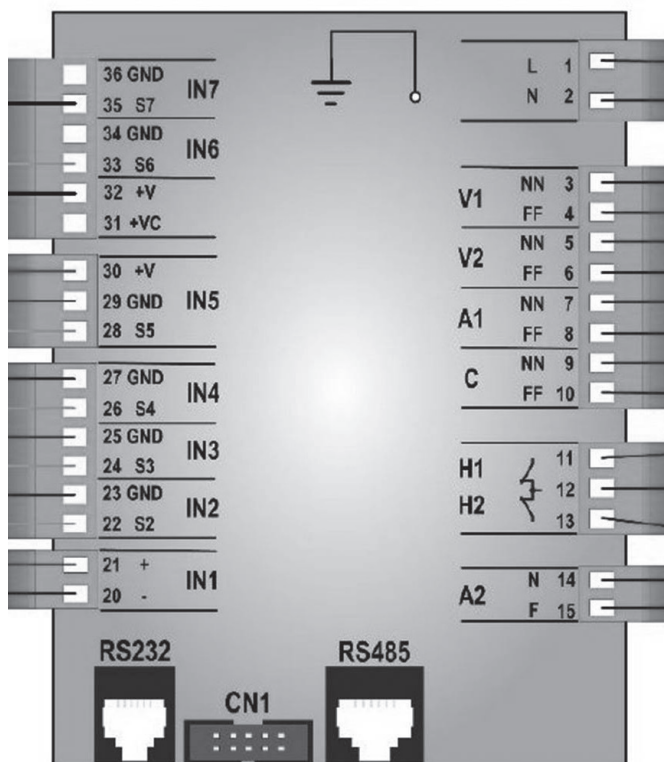 36 GND
35 S7
IN7
34 GND
33 S6
IN6
32 +V
31 +VC
30 +V
29 GND
28 S5
IN5
27 GND
26 S4
IN4
25 GND
24 S3
IN3
23 GND
22 S2
IN2
21 +
20 -
IN1
L 1
N 2
V1
NN 3
FF 4
V2
NN 5
FF 6
A1
NN 7
FF 8
C
NN 9
FF 10
H1
H2
11
12
13
A2
N 14
F 15
RS232
CN1
RS485